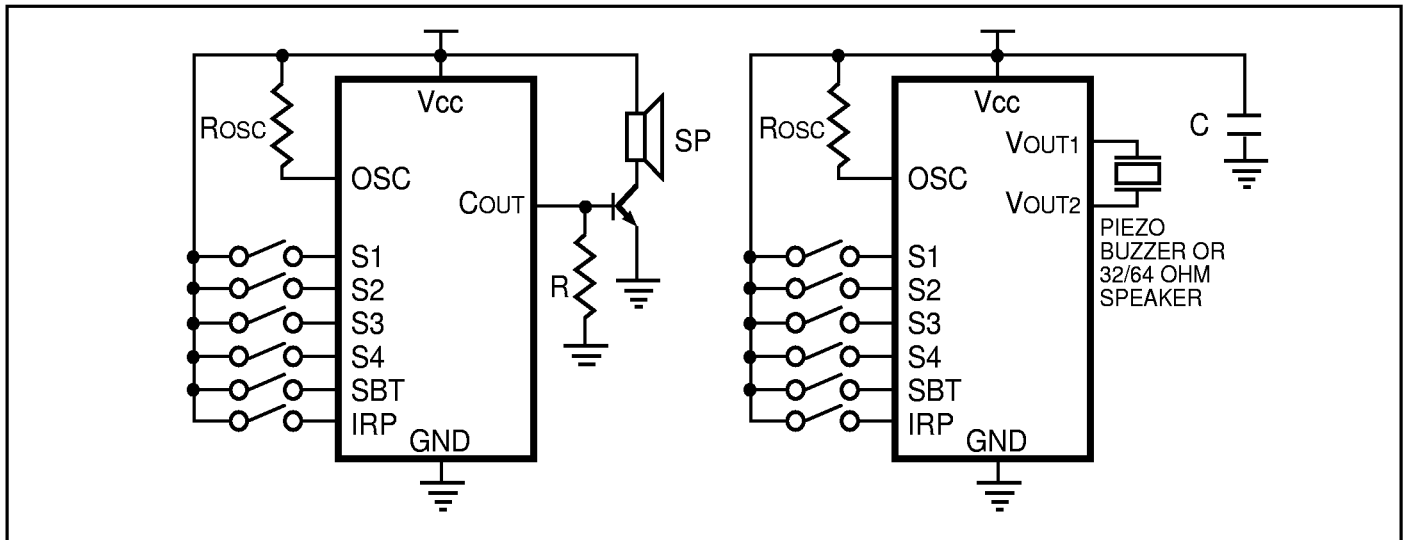 Vcc
ROSC
SP
OSC
COUT
S1
S2
R
S3
S4
SBT
IRP
GND
Vcc
ROSC
C
VOUT1
OSC
VOUT2
PIEZO
BUZZER OR
32/64 OHM
SPEAKER
S1
S2
S3
S4
SBT
IRP
GND